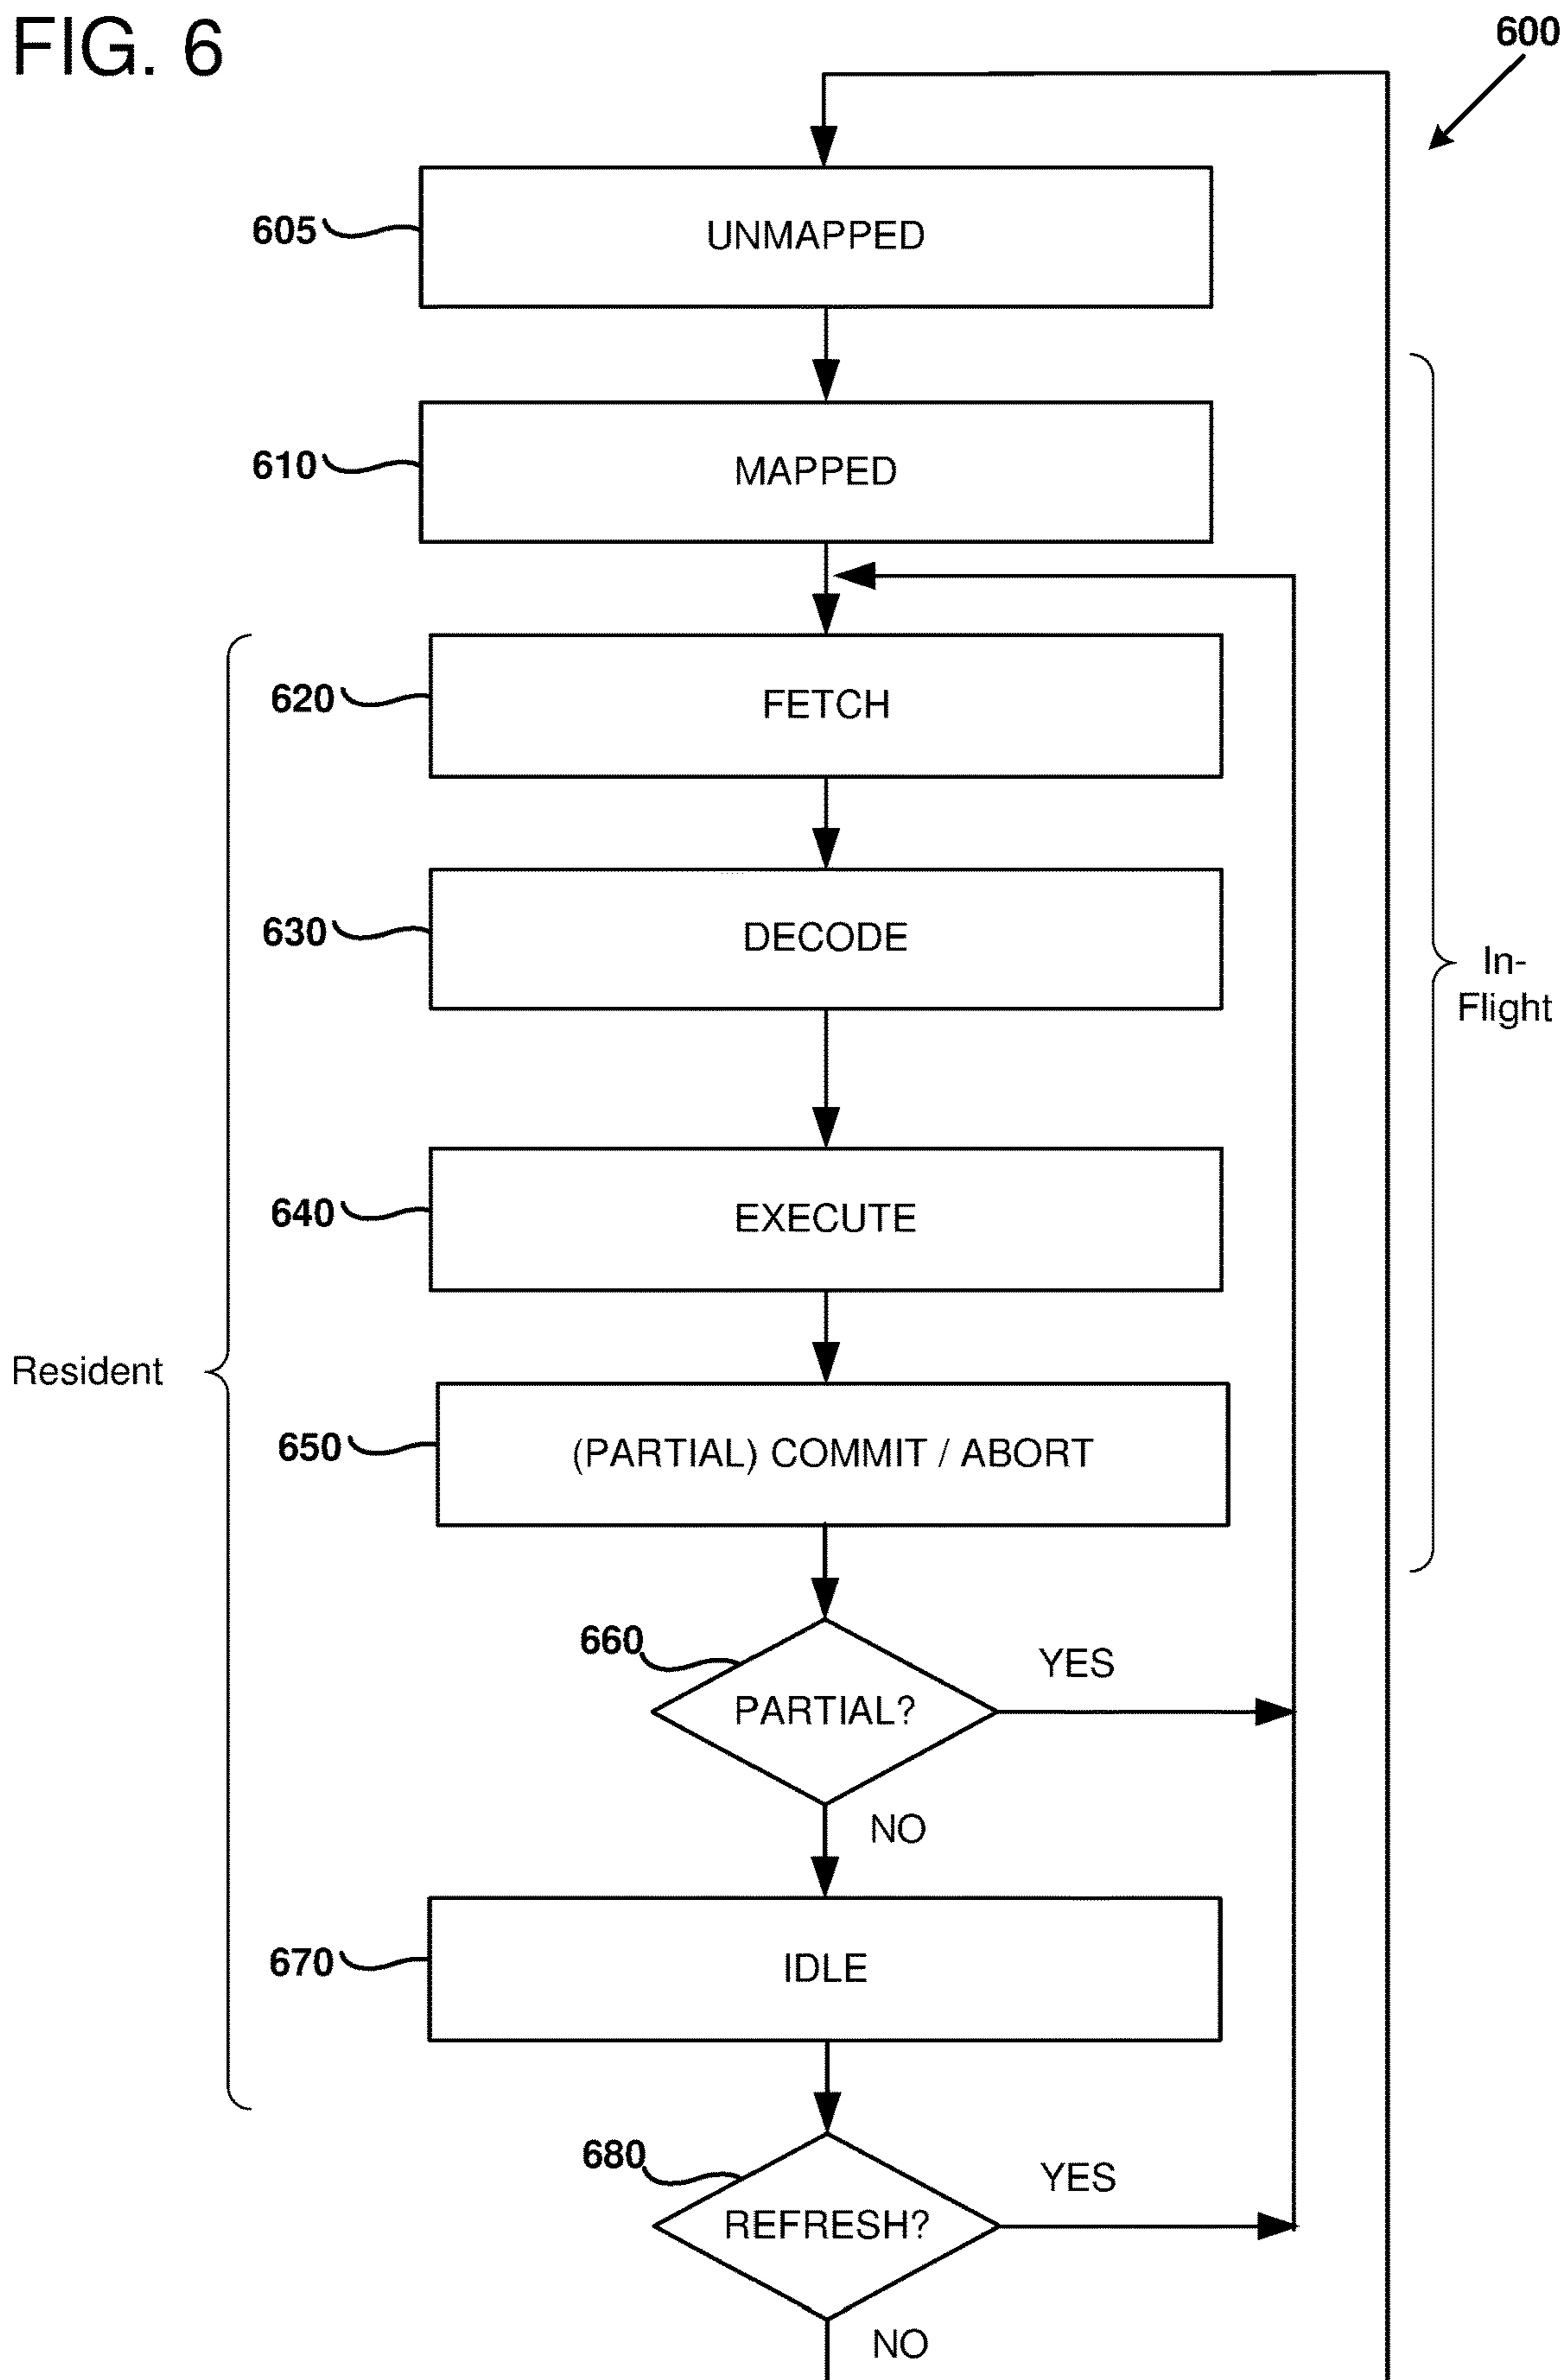 FIG. 6
600
605
UNMAPPED
610
MAPPED
620
FETCH
630
DECODE
In-
Flight
640
EXECUTE
Resident
650
(PARTIAL) COMMIT / ABORT
660
PARTIAL?
YES
NO
670
IDLE
680
REFRESH?
YES
NO